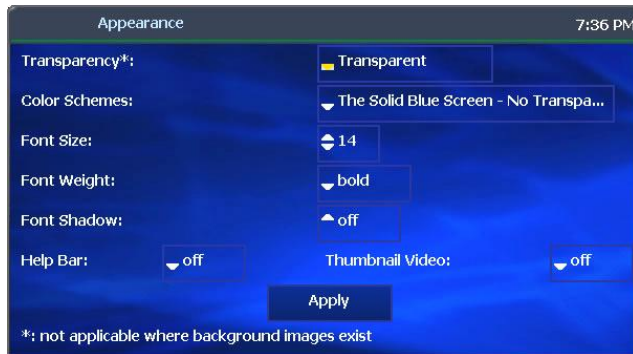 Appearance 7:36 PM
Transparency*: Transparent
Color Schemes: The Solid Blue Screen - No Transpa...
Font Size: 14
Font Weight: bold
Font Shadow: off
Help Bar: off Thumbnail Video: off
Apply
*: not applicable where background images exist